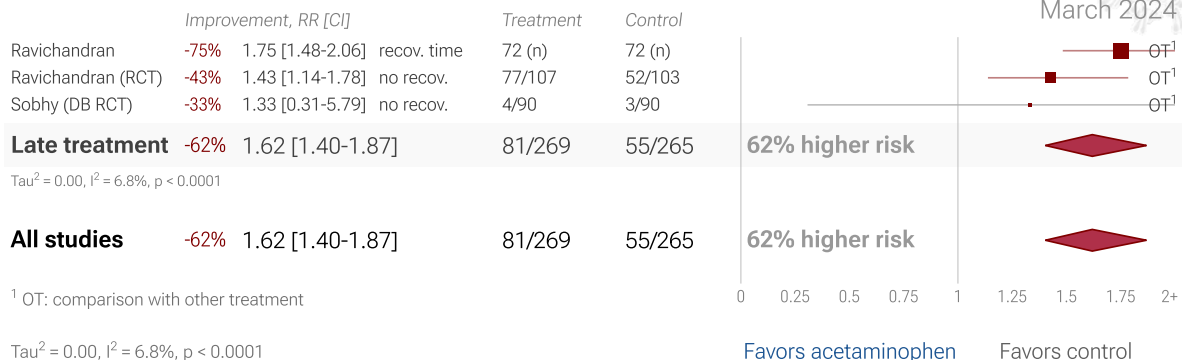 March 2024
Improvement, RR [CI] Treatment Control
Ravichandran -75% 1.75 [1.48-2.06] recov. time 72 (n) 72 (n) OT¹
Ravichandran (RCT) -43% 1.43 [1.14-1.78] no recov. 77/107 52/103 OT¹
Sobhy (DB RCT) -33% 1.33 [0.31-5.79] no recov. 4/90 3/90 OT¹
Late treatment -62% 1.62 [1.40-1.87] 81/269 55/265 62% higher risk
Tau² = 0.00, I² = 6.8%, p < 0.0001
All studies -62% 1.62 [1.40-1.87] 81/269 55/265 62% higher risk
0 0.25 0.5 0.75 1 1.25 1.5 1.75 2+
¹ OT: comparison with other treatment
Tau² = 0.00, I² = 6.8%, p < 0.0001 Favors acetaminophen Favors control